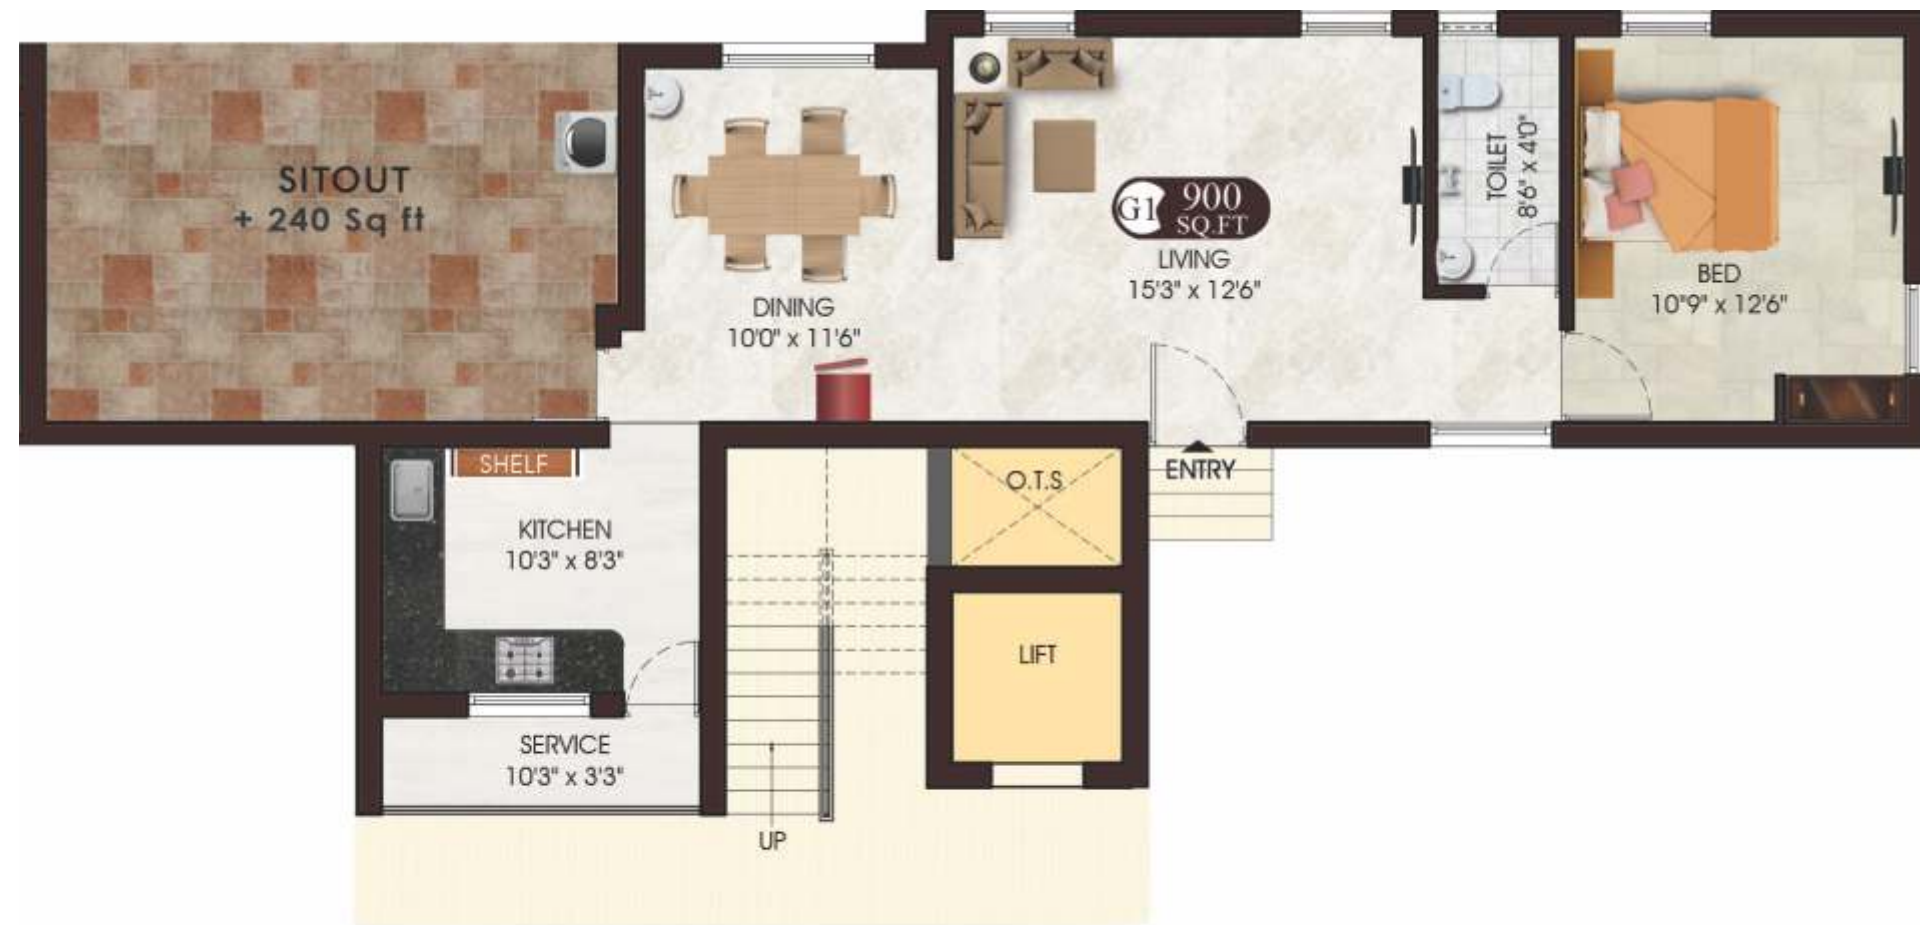 SITOUT
+ 240 Sq ft
DINING
10'0" x 11'6"
G1 900
SQ.FT
LIVING
15'3" x 12'6"
TOILET
8'6" x 4'0"
BED
10"9" x 12'6"
SHELF
KITCHEN
10'3" x 8'3"
SERVICE
10'3" x 3'3"
UP
O.T.S
LIFT
ENTRY